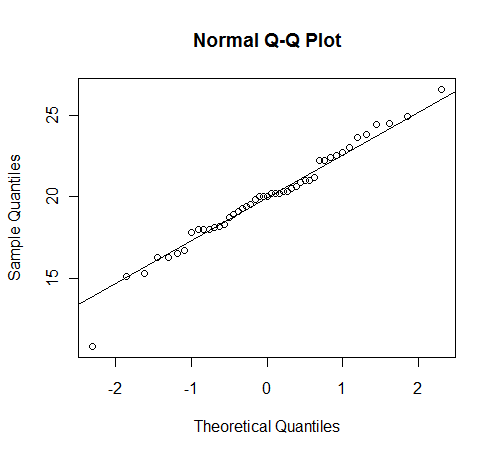 Normal Q-Q Plot
25
20
15
Sample Quantiles
-2 -1 0 1 2
Theoretical Quantiles